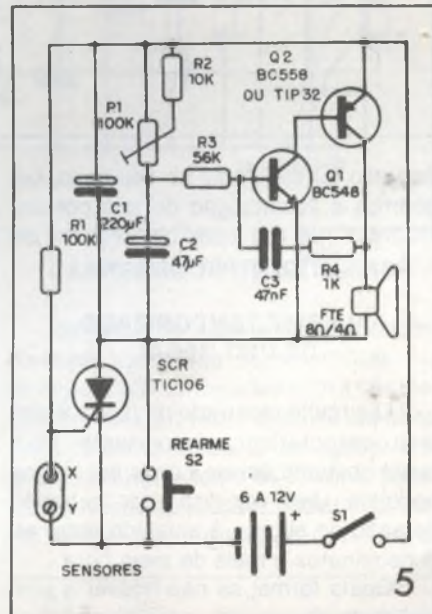 Q2
BC558
OU TIP32
R2
10K
P1
100K
R3
56K
Q1
BC548
C1
220µF
R1
100K
C2
47µF
C3
47nF
R4
1K
FTE
8Ω/4Ω
SCR
TIC106
REARME
S2
X
Y
6 A 12V
S1
SENSORES
5